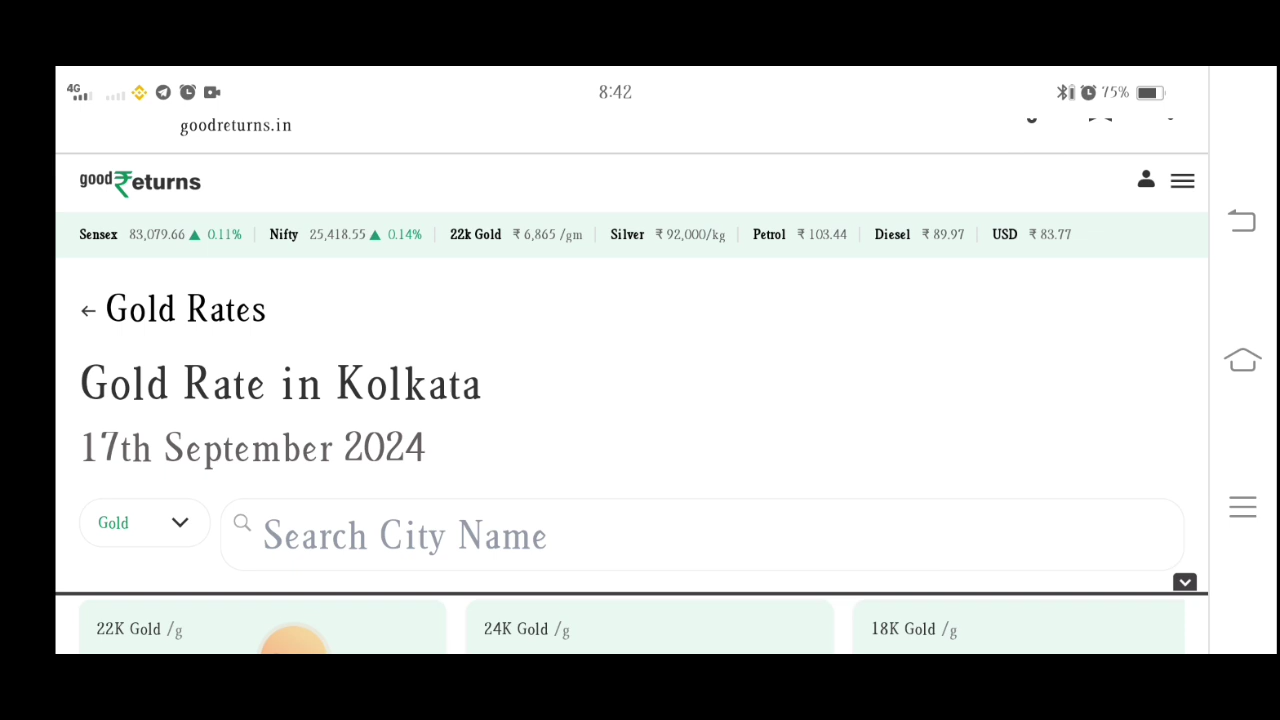 4G 8:42 75%
goodreturns.in
good₹eturns
Sensex 83,079.66 ▲ 0.11% Nifty 25,418.55 ▲ 0.14% 22k Gold ₹ 6,865 /gm Silver ₹ 92,000/kg Petrol ₹ 103.44 Diesel ₹ 89.97 USD ₹ 83.77
← Gold Rates
Gold Rate in Kolkata
17th September 2024
Gold Search City Name
22K Gold /g 24K Gold /g 18K Gold /g